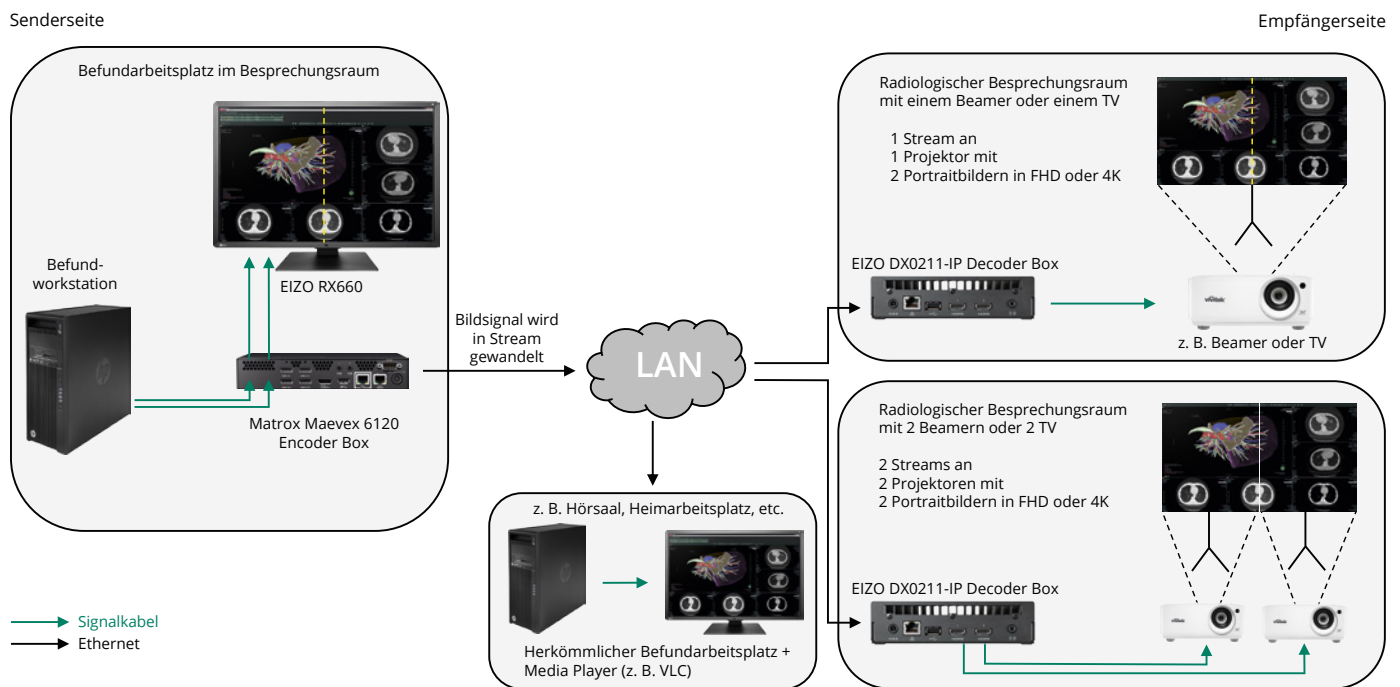 Senderseite
Empfängerseite
Befundarbeitsplatz im Besprechungsraum
Befund-
workstation
EIZO RX660
Matrox Maevex 6120
Encoder Box
Bildsignal wird
in Stream
gewandelt
LAN
Radiologischer Besprechungsraum
mit einem Beamer oder einem TV
1 Stream an
1 Projektor mit
2 Portraitbildern in FHD oder 4K
EIZO DX0211-IP Decoder Box
vivitek
z. B. Beamer oder TV
Radiologischer Besprechungsraum
mit 2 Beamern oder 2 TV
2 Streams an
2 Projektoren mit
2 Portraitbildern in FHD oder 4K
EIZO DX0211-IP Decoder Box
vivitek
vivitek
z. B. Hörsaal, Heimarbeitsplatz, etc.
Herkömmlicher Befundarbeitsplatz +
Media Player (z. B. VLC)
Signalkabel
Ethernet